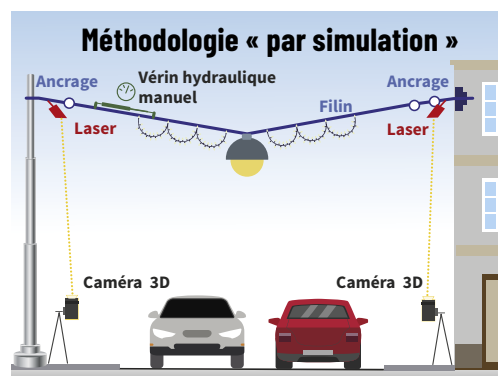 Méthodologie « par simulation »
Ancrage
Vérin hydraulique
manuel
Ancrage
Filin
Laser
Laser
Caméra 3D
Caméra 3D